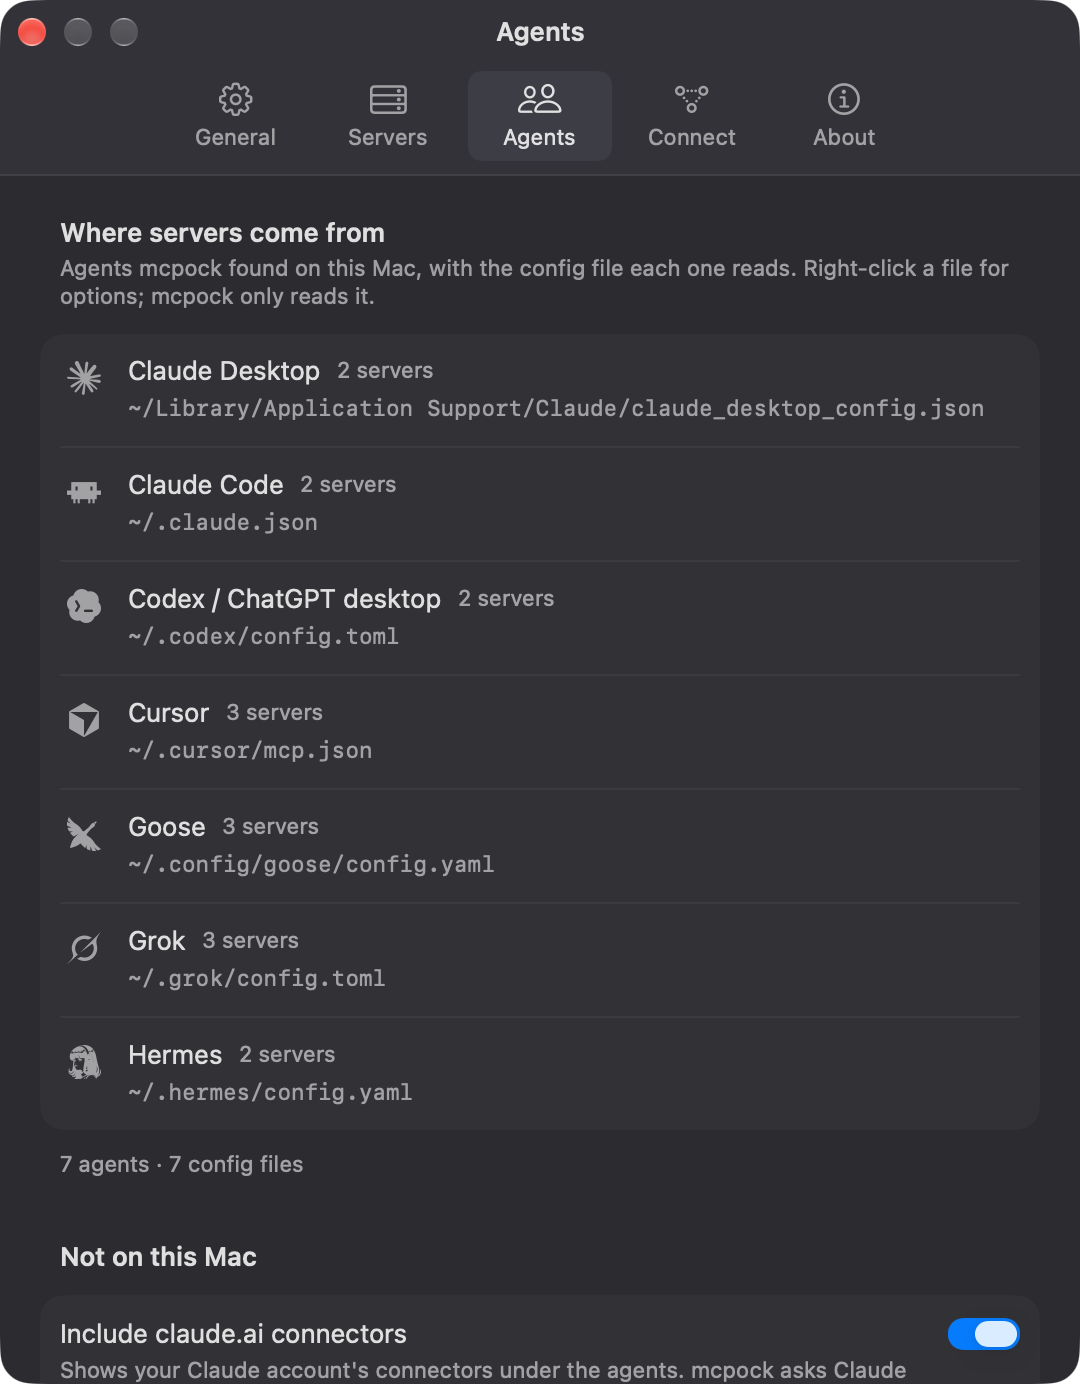 Agents
General
Servers
Agents
Connect
About
Where servers come from
Agents mcpock found on this Mac, with the config file each one reads. Right-click a file for
options; mcpock only reads it.
Claude Desktop 2 servers
~/Library/Application Support/Claude/claude_desktop_config.json
Claude Code 2 servers
~/.claude.json
Codex / ChatGPT desktop 2 servers
~/.codex/config.toml
Cursor 3 servers
~/.cursor/mcp.json
Goose 3 servers
~/.config/goose/config.yaml
Grok 3 servers
~/.grok/config.toml
Hermes 2 servers
~/.hermes/config.yaml
7 agents · 7 config files
Not on this Mac
Include claude.ai connectors
Shows your Claude account's connectors under the agents. mcpock asks Claude